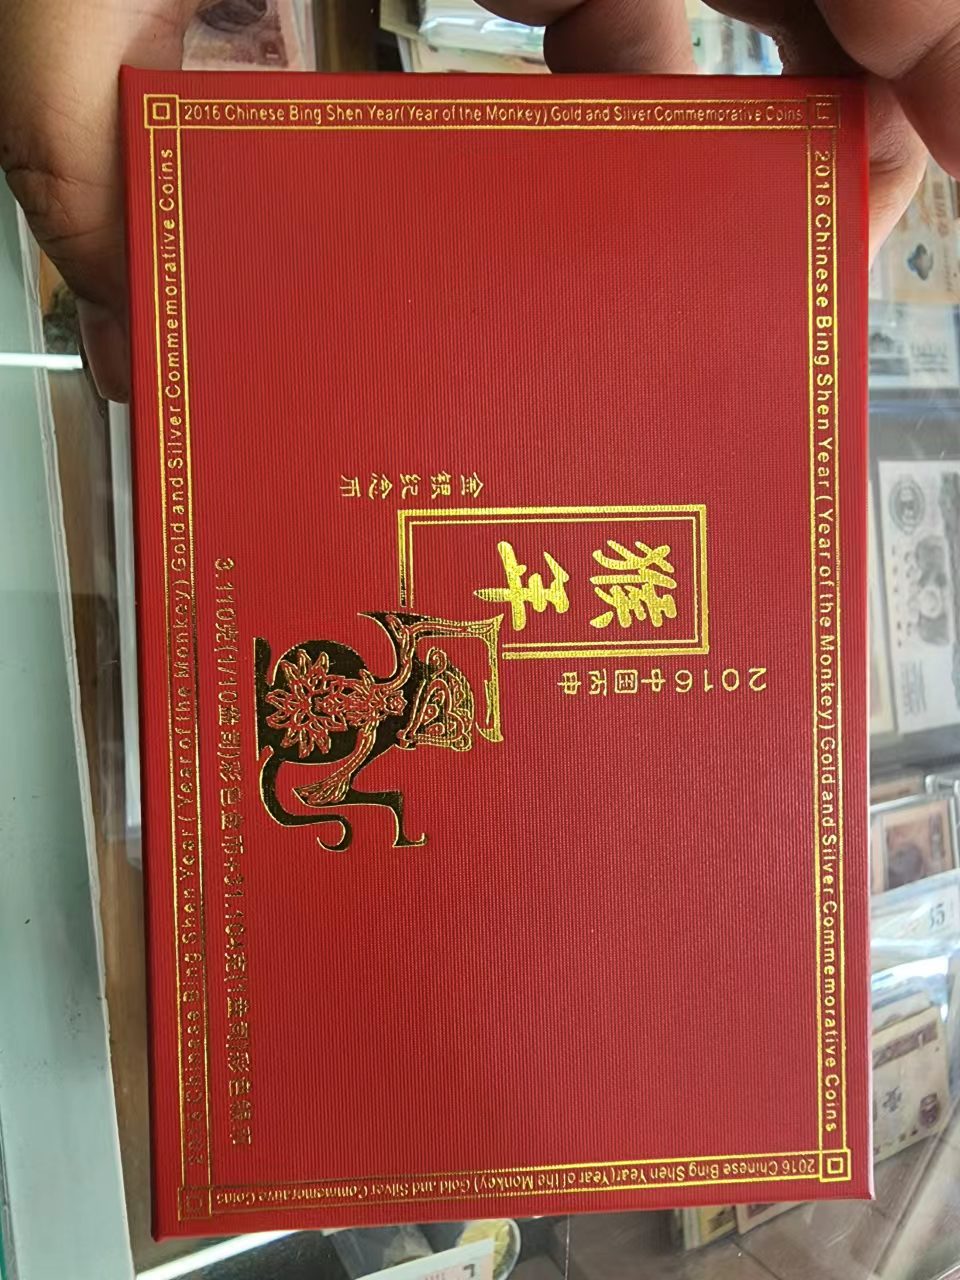 2016 Chinese Bing Shen Year(Year of the Monkey) Gold and Silver Commemorative Coins
2016 Chinese Bing Shen Year ( Year of the Monkey) Gold and Silver Commemorative Coins
2016中国丙申
猴年
金银纪念币
3.110克(1/10盎司)彩色金币+31.104克(1盎司)彩色银币
2016 Chinese Bing Shen Year ( Year of the Monkey) Gold and Silver Commemorative Coins
2016 Chinese Bing Shen Year(Year of the Monkey) Gold and Silver Commemorative Coins